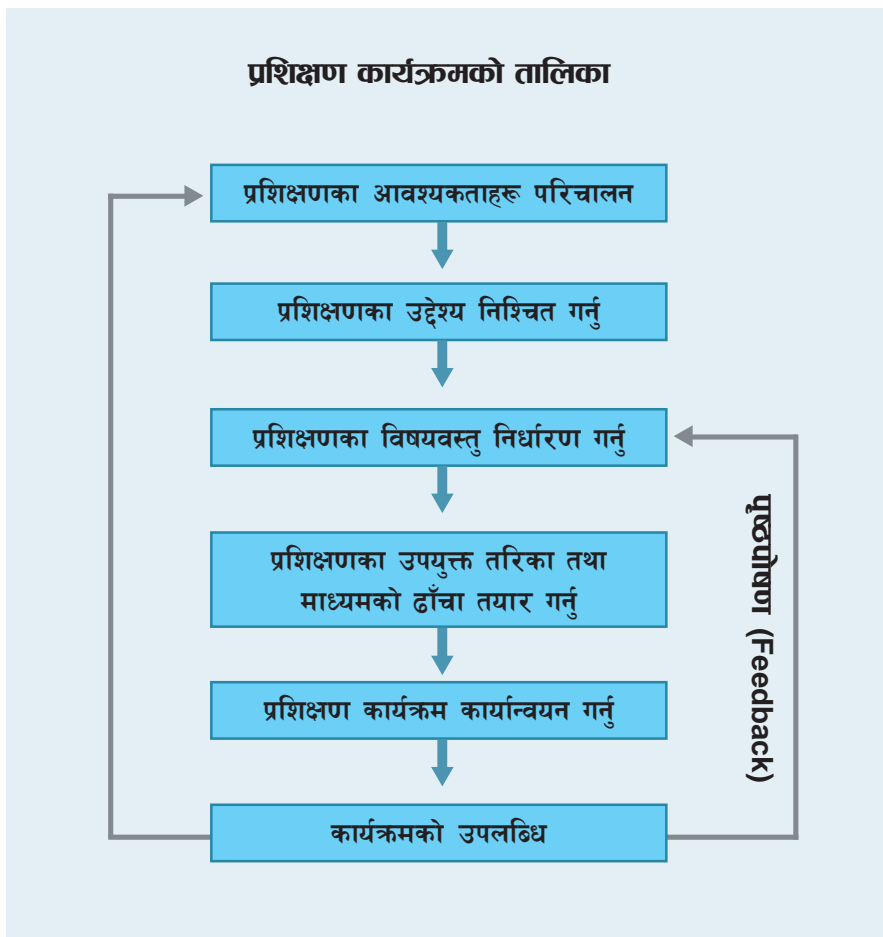 प्रशिक्षण कार्यक्रमको तालिका
प्रशिक्षणका आवश्यकताहरू परिचालन
प्रशिक्षणका उद्देश्य निश्चित गर्नु
प्रशिक्षणका विषयवस्तु निर्धारण गर्नु
प्रशिक्षणका उपयुक्त तरिका तथा
माध्यमको ढाँचा तयार गर्नु
प्रशिक्षण कार्यक्रम कार्यान्वयन गर्नु
कार्यक्रमको उपलब्धि
पृष्ठपोषण (Feedback)